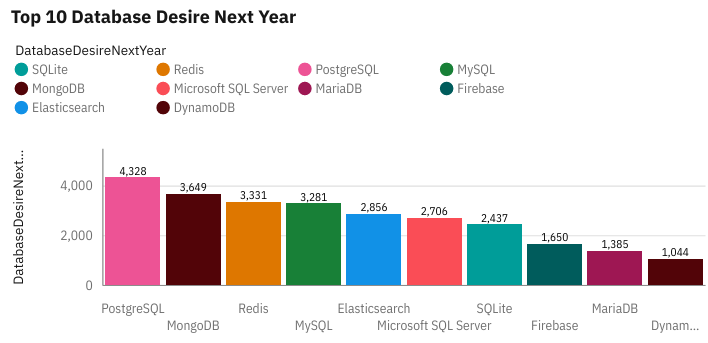 Top 10 Database Desire Next Year
DatabaseDesireNextYear
SQLite Redis PostgreSQL MySQL
MongoDB Microsoft SQL Server MariaDB Firebase
Elasticsearch DynamoDB
DatabaseDesireNext...
4,000
2,000
0
4,328
3,649
3,331
3,281
2,856
2,706
2,437
1,650
1,385
1,044
PostgreSQL Redis Elasticsearch SQLite MariaDB
MongoDB MySQL Microsoft SQL Server Firebase Dynam...